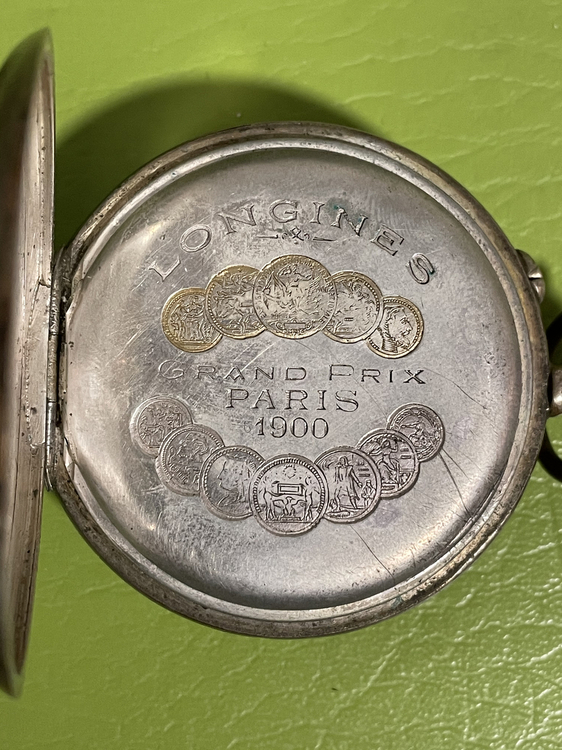 LONGINES
GRAND PRIX
PARIS
1900